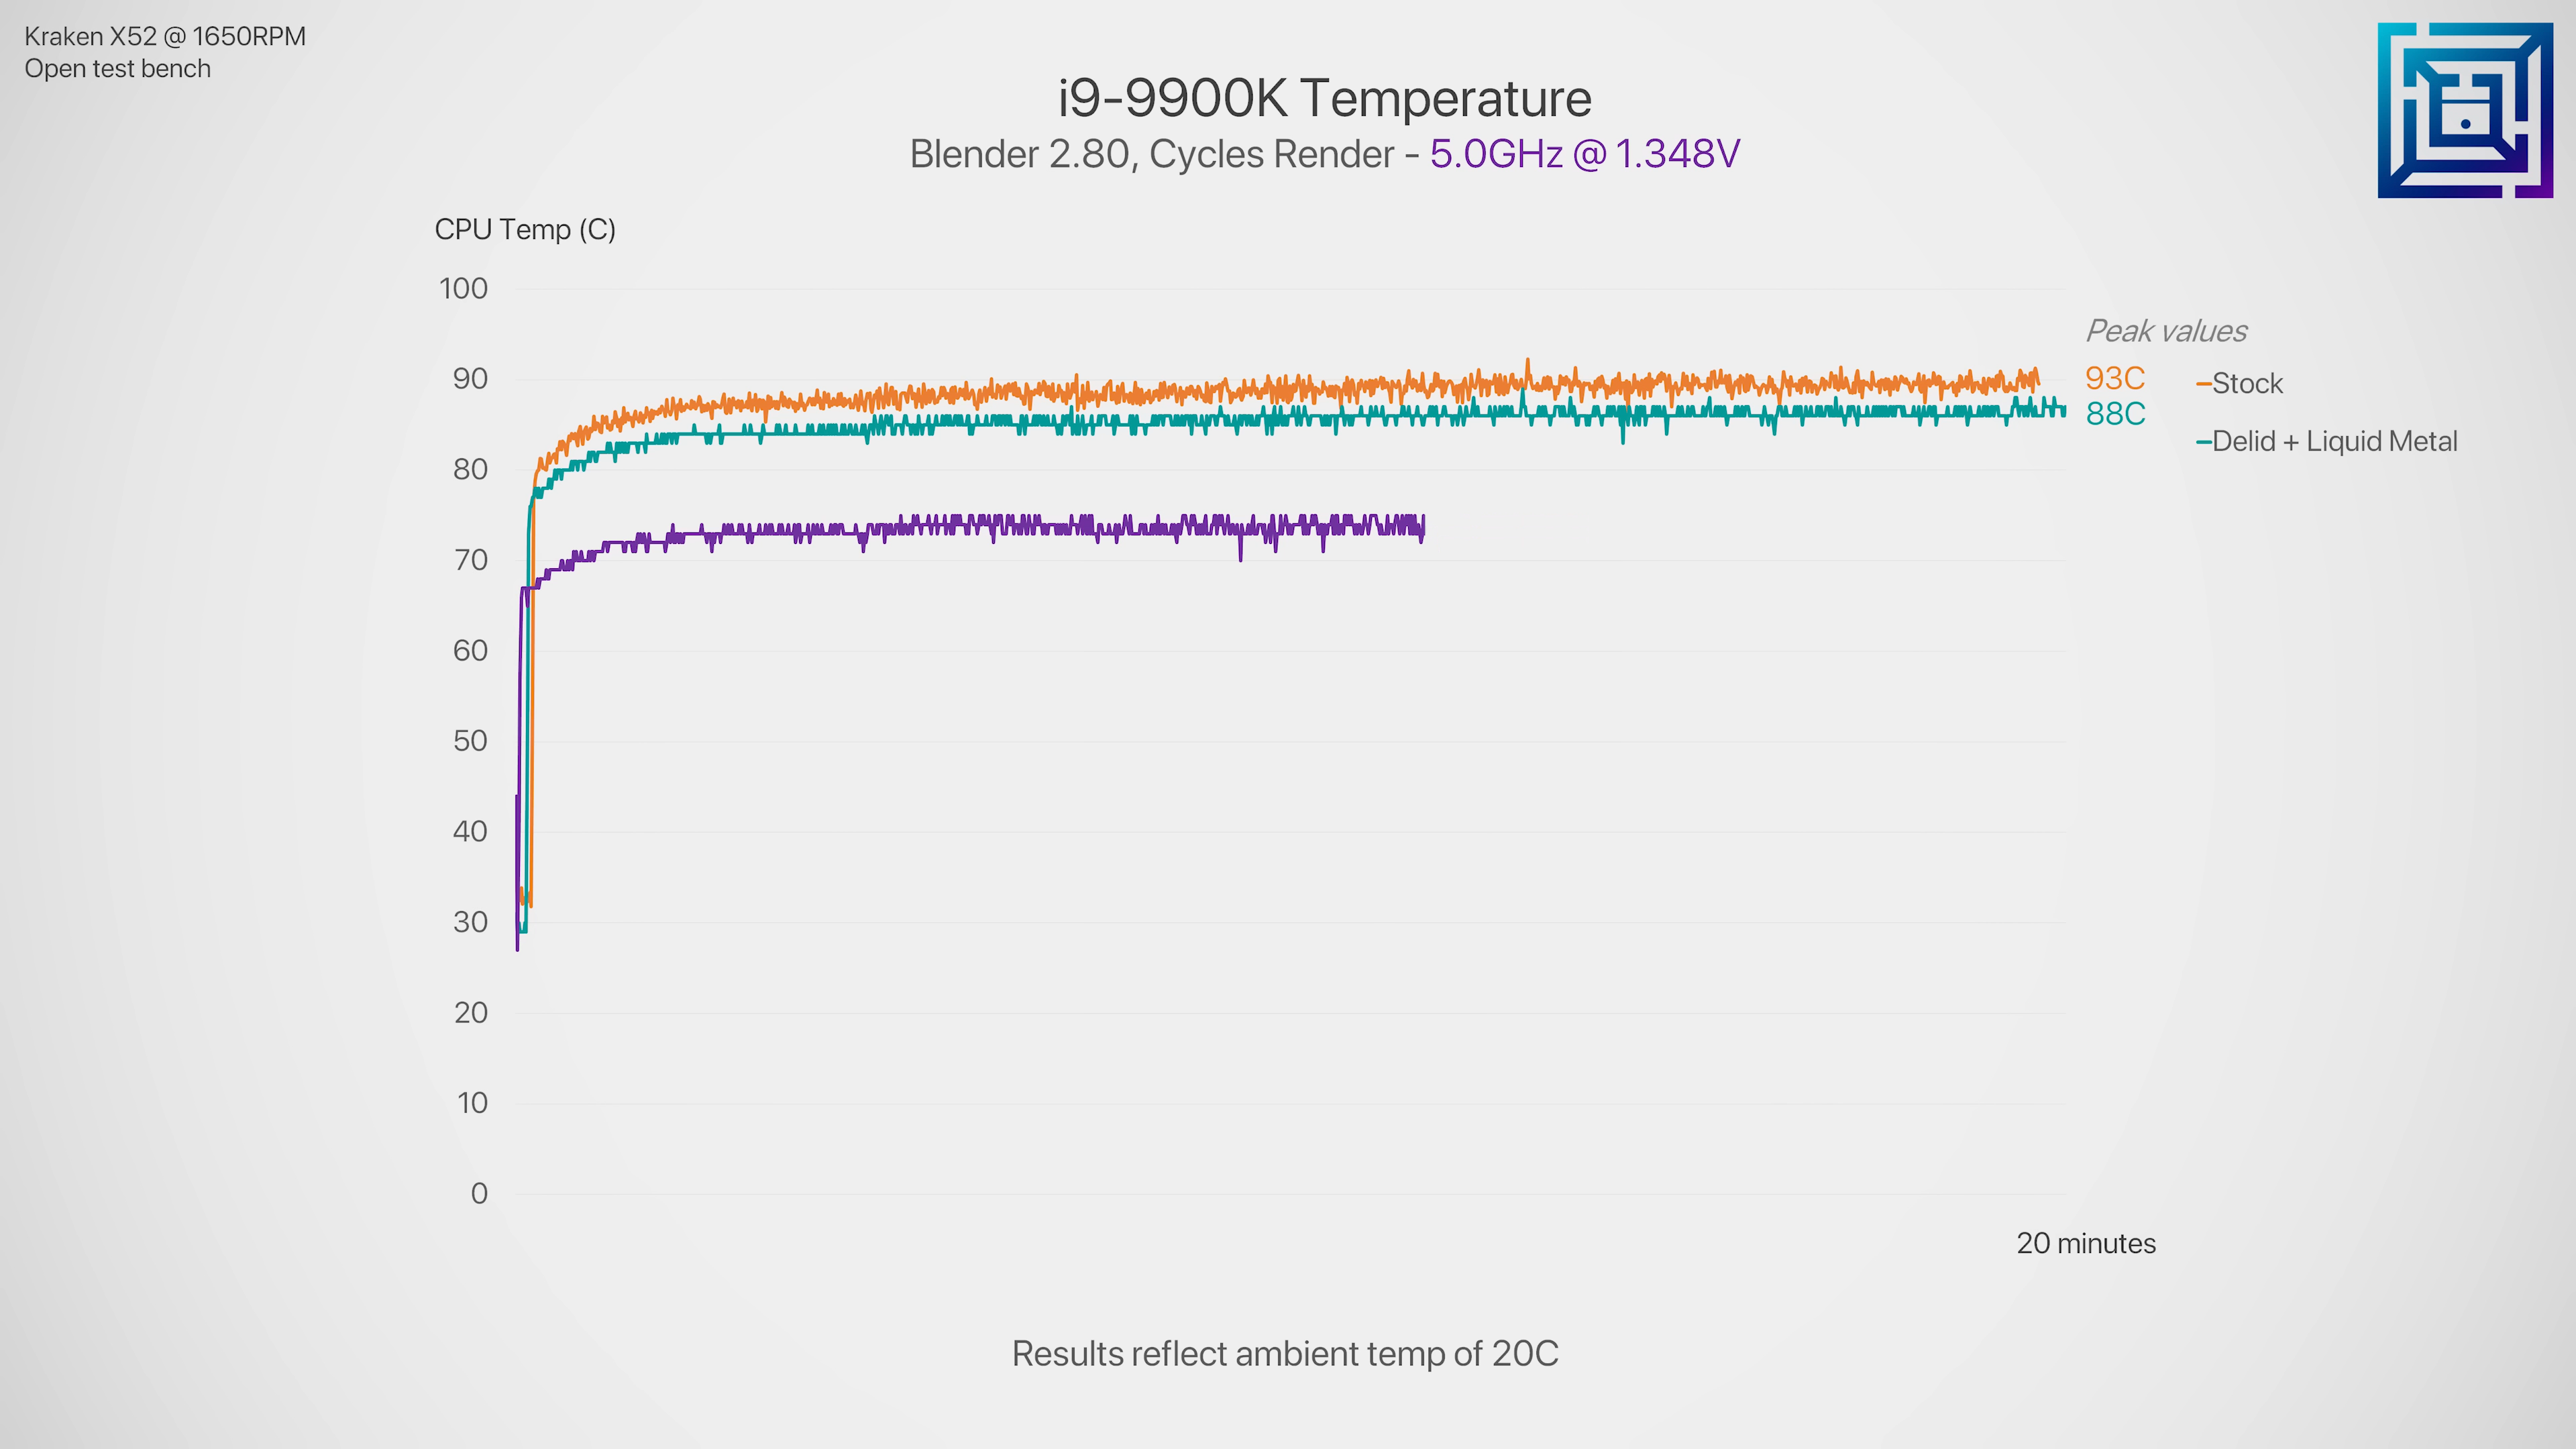 Kraken X52 @ 1650RPM
Open test bench
i9-9900K Temperature
Blender 2.80, Cycles Render - 5.0GHz @ 1.348V
CPU Temp (C)
100
90
80
70
60
50
40
30
20
10
0
Peak values
93C
Stock
88C
Delid + Liquid Metal
20 minutes
Results reflect ambient temp of 20C